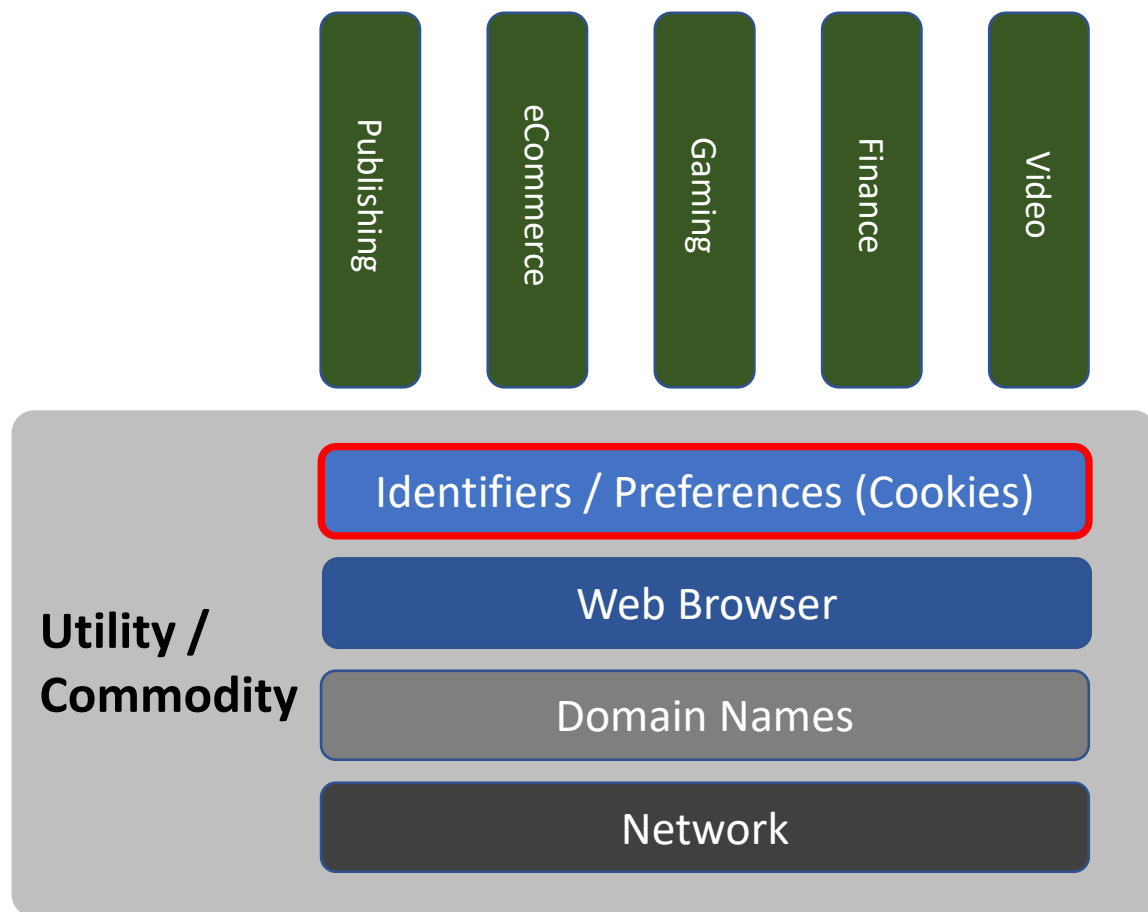 Publishing
eCommerce
Gaming
Finance
Video
Identifiers / Preferences (Cookies)
Web Browser
Utility /
Commodity
Domain Names
Network